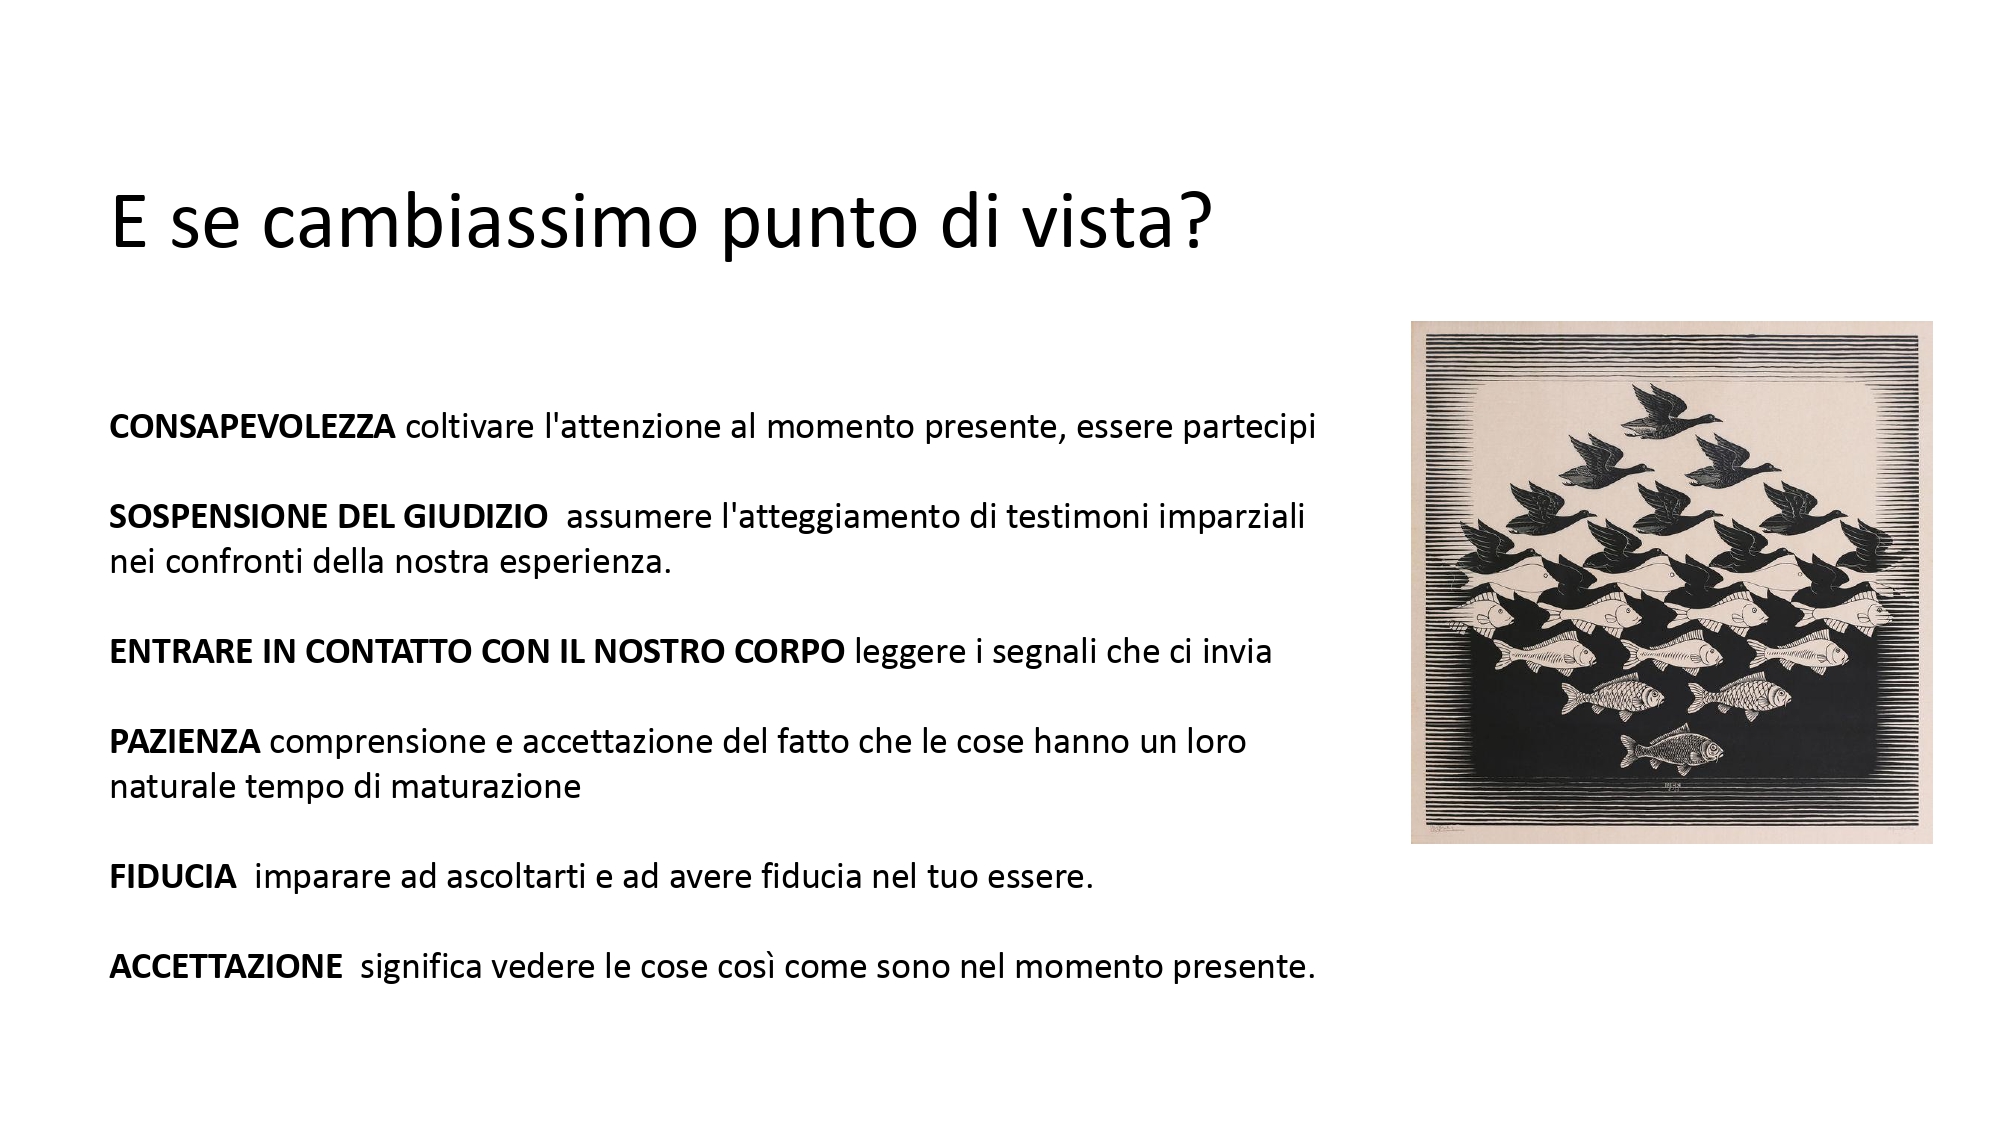 E se cambiassimo punto di vista?
CONSAPEVOLEZZA coltivare l'attenzione al momento presente, essere partecipi
SOSPENSIONE DEL GIUDIZIO  assumere l'atteggiamento di testimoni imparziali
nei confronti della nostra esperienza.
ENTRARE IN CONTATTO CON IL NOSTRO CORPO leggere i segnali che ci invia
PAZIENZA comprensione e accettazione del fatto che le cose hanno un loro
naturale tempo di maturazione
FIDUCIA  imparare ad ascoltarti e ad avere fiducia nel tuo essere.
ACCETTAZIONE  significa vedere le cose così come sono nel momento presente.